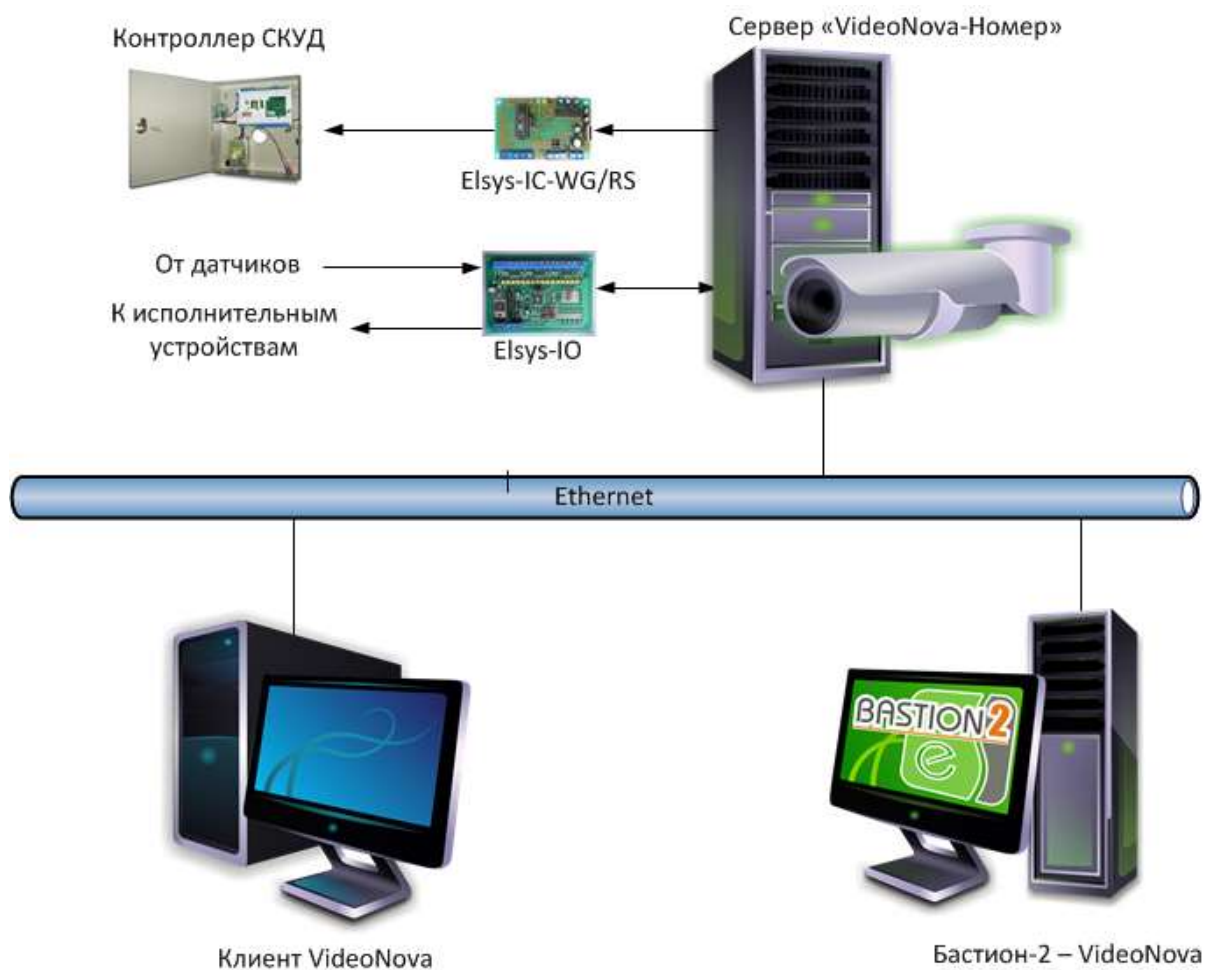 Сервер «VideoNova-Номер»
Контроллер СКУД
Elsys-IC-WG/RS
От датчиков
К исполнительным
устройствам
Elsys-IO
Ethernet
BASTION2
e
Клиент VideoNova
Бастион-2 – VideoNova